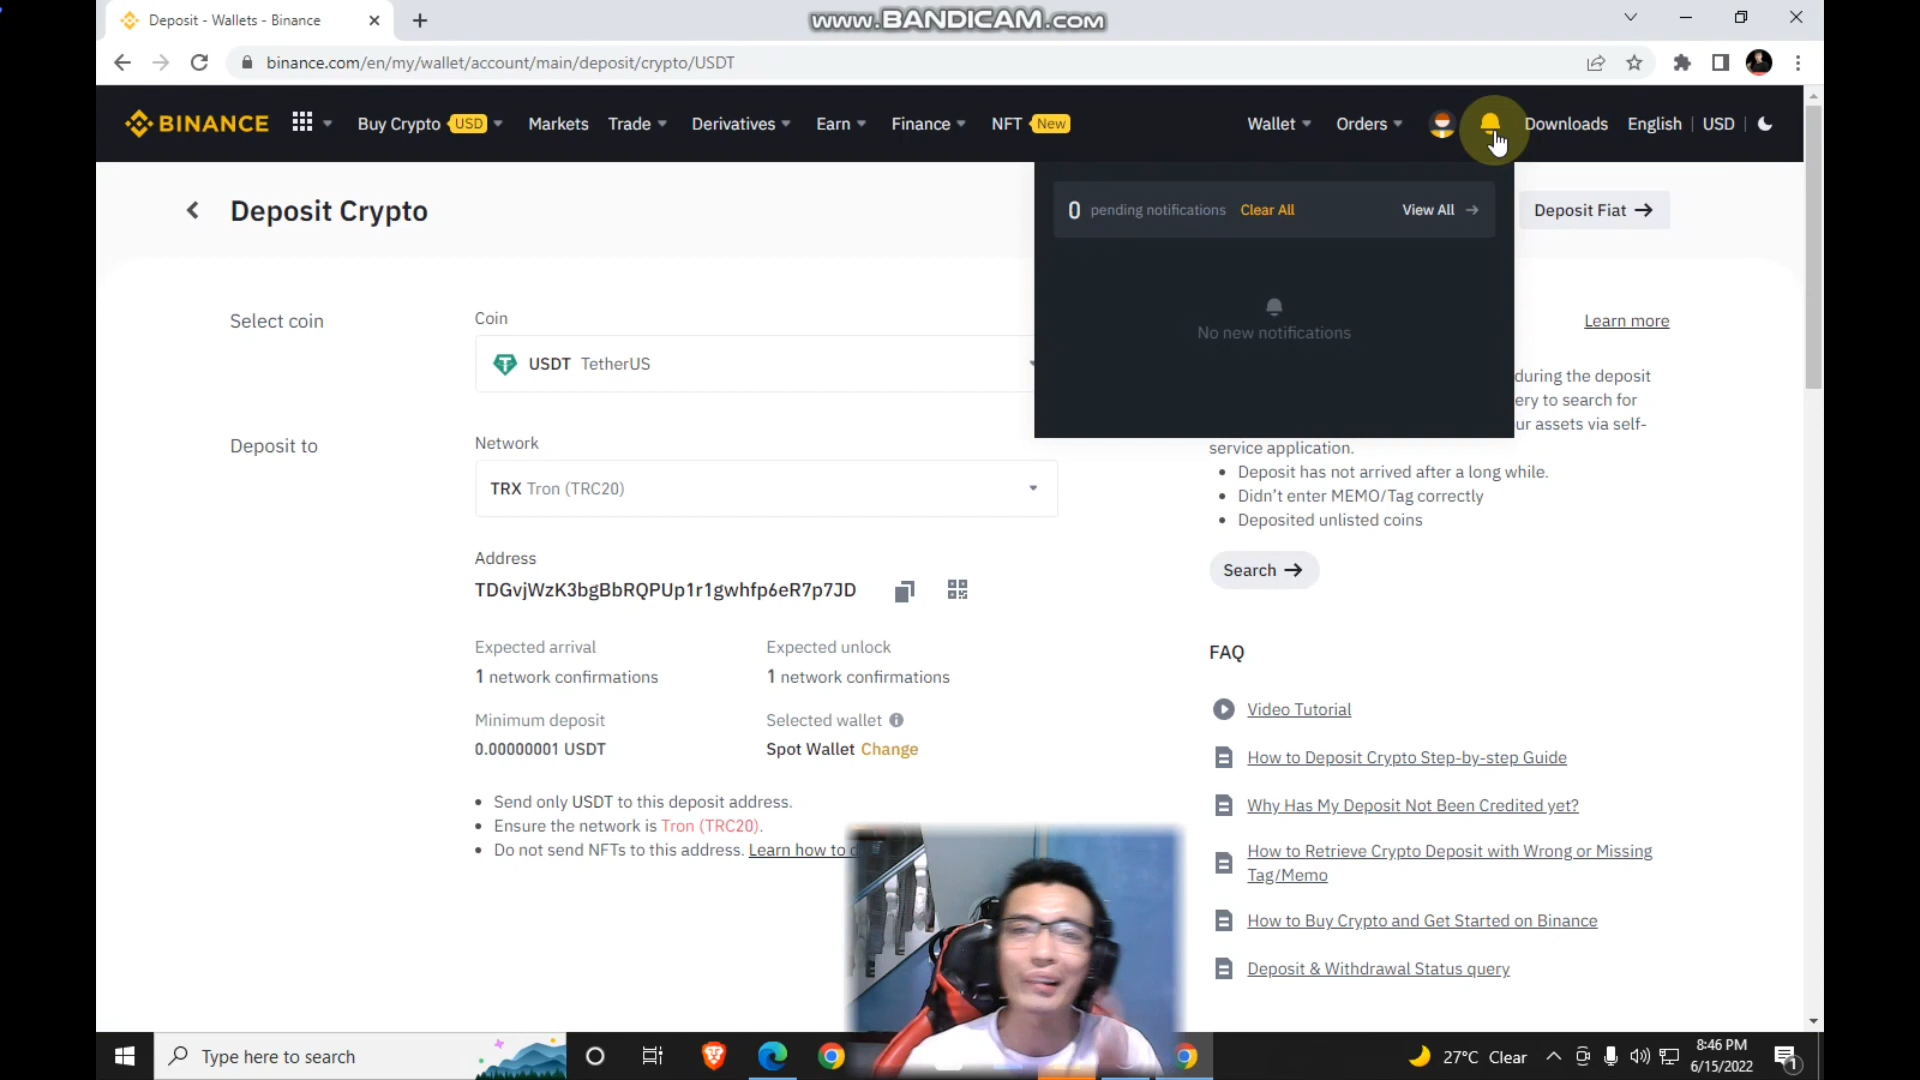 Deposit - Wallets - Binance
www.BANDICAM.com
binance.com/en/my/wallet/account/main/deposit/crypto/USDT
BINANCE Buy Crypto USD Markets Trade Derivatives Earn Finance NFT New Wallet Orders Downloads English | USD |
Deposit Crypto
0 pending notifications Clear All View All →
Deposit Fiat →
No new notifications
Select coin
Coin
USDT TetherUS
Learn more
during the deposit
ery to search for
ur assets via self-
service application.
• Deposit has not arrived after a long while.
• Didn't enter MEMO/Tag correctly
• Deposited unlisted coins
Search →
Deposit to
Network
TRX Tron (TRC20)
Address
TDGvjWzK3bgBbRQPUp1r1gwhfp6eR7p7JD
Expected arrival
1 network confirmations
Expected unlock
1 network confirmations
Minimum deposit
0.00000001 USDT
Selected wallet
Spot Wallet Change
• Send only USDT to this deposit address.
• Ensure the network is Tron (TRC20).
• Do not send NFTs to this address. Learn how to
FAQ
Video Tutorial
How to Deposit Crypto Step-by-step Guide
Why Has My Deposit Not Been Credited yet?
How to Retrieve Crypto Deposit with Wrong or Missing
Tag/Memo
How to Buy Crypto and Get Started on Binance
Deposit & Withdrawal Status query
Type here to search
27°C Clear
8:46 PM
6/15/2022
1